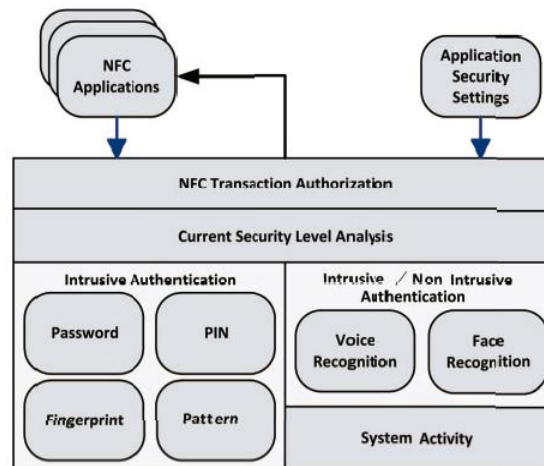 NFC
Applications
Application
Security
Settings
NFC Transaction Authorization
Current Security Level Analysis
Intrusive Authentication
Intrusive / Non Intrusive
Authentication
Password
PIN
Voice
Recognition
Face
Recognition
Fingerprint
Pattern
System Activity